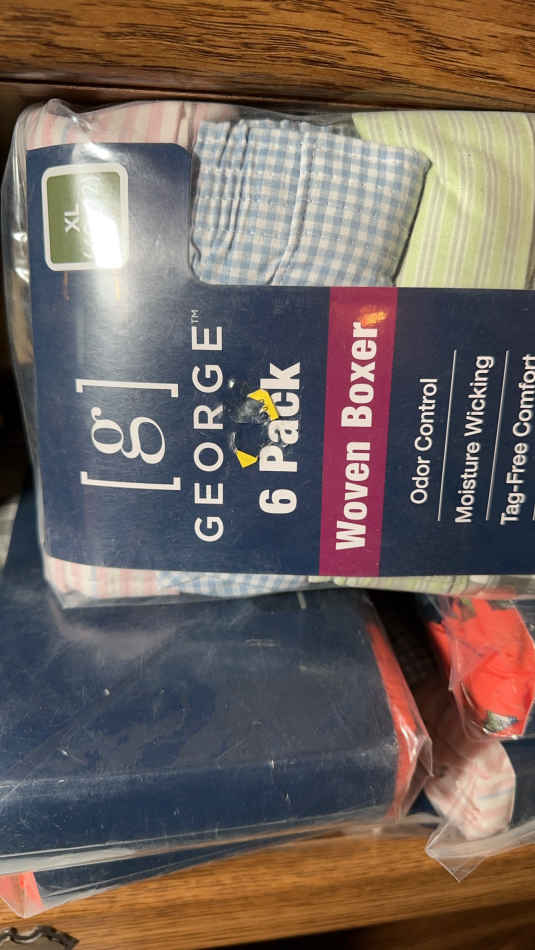 XL
[g]
GEORGE™
6 Pack
Woven Boxer
Odor Control
Moisture Wicking
Tag-Free Comfort